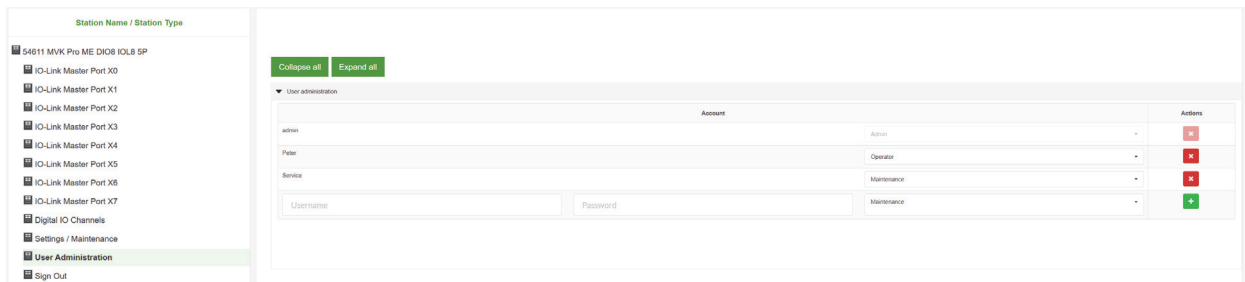 Station Name / Station Type
54611 MVK Pro ME DIO8 IOL8 5P
IO-Link Master Port X0
IO-Link Master Port X1
IO-Link Master Port X2
IO-Link Master Port X3
IO-Link Master Port X4
IO-Link Master Port X5
IO-Link Master Port X6
IO-Link Master Port X7
Digital IO Channels
Settings / Maintenance
User Administration
Sign Out
Collapse all Expand all
User administration
Account Actions
admin Admin
Peter Operator
Service Maintenance
Username Password Maintenance